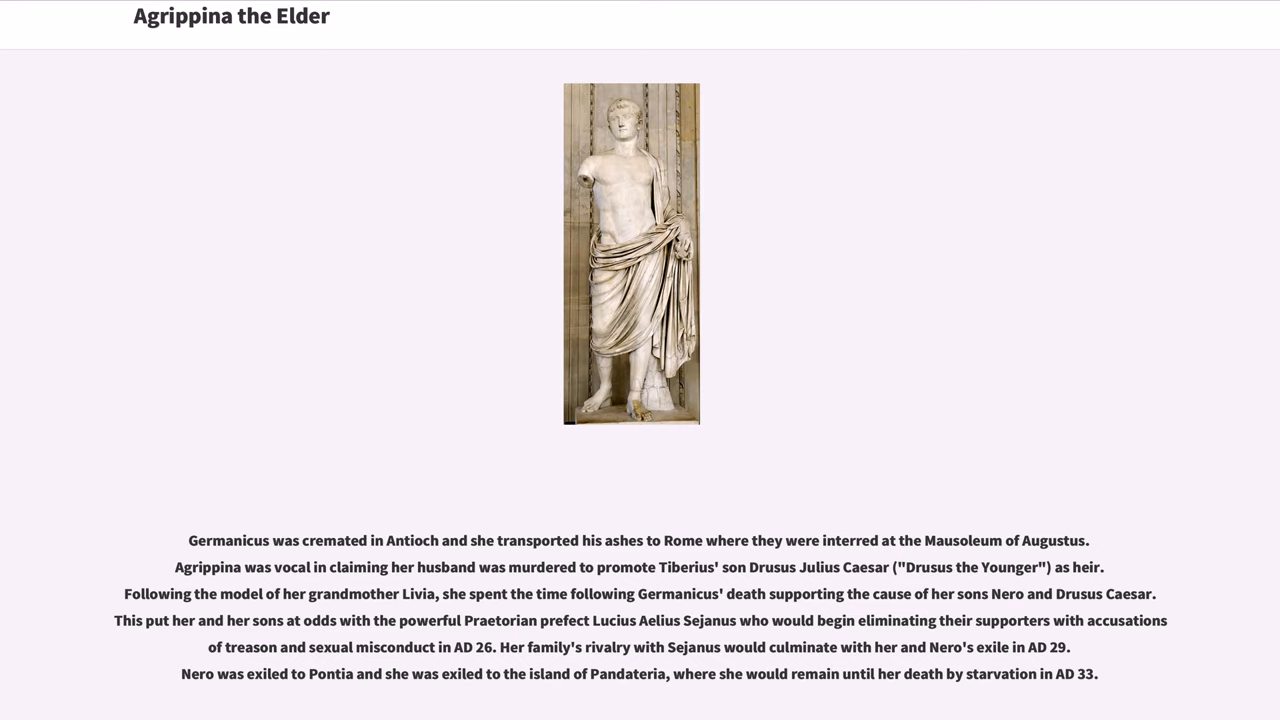 Agrippina the Elder
Germanicus was cremated in Antioch and she transported his ashes to Rome where they were interred at the Mausoleum of Augustus.
Agrippina was vocal in claiming her husband was murdered to promote Tiberius' son Drusus Julius Caesar ("Drusus the Younger") as heir.
Following the model of her grandmother Livia, she spent the time following Germanicus' death supporting the cause of her sons Nero and Drusus Caesar.
This put her and her sons at odds with the powerful Praetorian prefect Lucius Aelius Sejanus who would begin eliminating their supporters with accusations
of treason and sexual misconduct in AD 26. Her family's rivalry with Sejanus would culminate with her and Nero's exile in AD 29.
Nero was exiled to Pontia and she was exiled to the island of Pandateria, where she would remain until her death by starvation in AD 33.